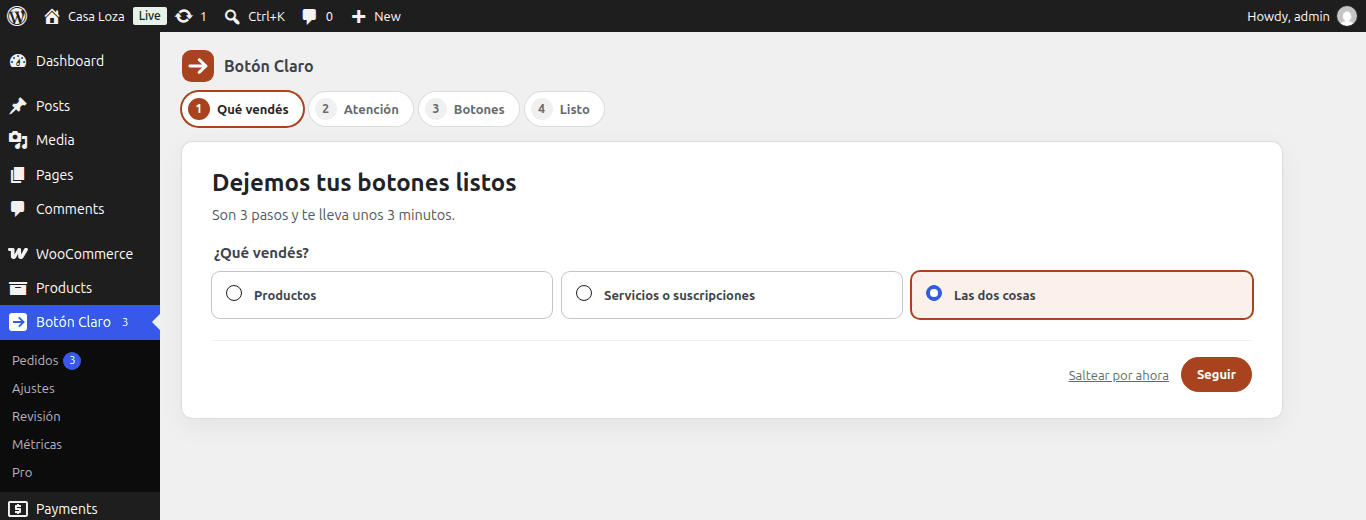 Casa Loza Live 1 Ctrl+K 0 New Howdy, admin
Dashboard
Posts
Media
Pages
Comments
WooCommerce
Products
Botón Claro 3
Pedidos 3
Ajustes
Revisión
Métricas
Pro
Payments
Botón Claro
1 Qué vendés 2 Atención 3 Botones 4 Listo
Dejemos tus botones listos
Son 3 pasos y te lleva unos 3 minutos.
¿Qué vendés?
Productos Servicios o suscripciones Las dos cosas
Saltear por ahora Seguir